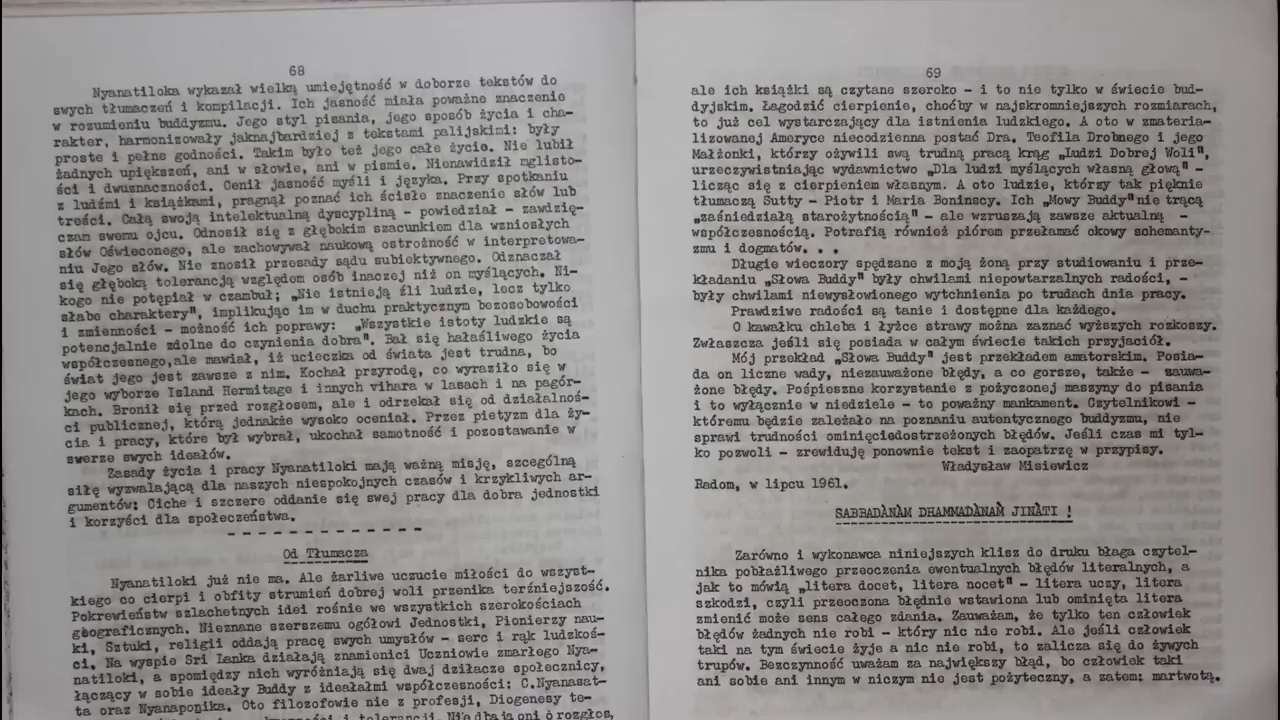 68
Nyanatiloka wykazał wielką umiejętność w doborze tekstów do
swych tłumaczeń i kompilacji. Ich jasność miała poważne znaczenie
w rozumieniu buddyzmu. Jego styl pisania, jego sposób życia i cha-
rakter, harmonizowały jaknajbardziej z tekstami palijskimi: były
proste i pełne godności. Takim było też jego całe życie. Nie lubił
żadnych upiększeń, ani w słowie, ani w piśmie. Nienawidził mglisto-
ści i dwuznaczności. Cenił jasność myśli i języka. Przy spotkaniu
z ludźmi i książkami, pragnął poznać ich ścisłe znaczenie słów lub
treści. Całą swoją intelektualną dyscypliną - powiedział - zawdzię-
czam swemu ojcu. Odnosił się z głębokim szacunkiem dla wzniosłych
słów Oświeconego, ale zachowywał naukową ostrożność w interpretowa-
niu Jego słów. Nie znosił przesady sądu subiektywnego. Odznaczał
się głęboką tolerancją względem osób inaczej niż on myślących. Ni-
kogo nie potępiał w czambuł; „Nie istnieją źli ludzie, lecz tylko
słabe charaktery", implikując im w duchu praktycznym bezosobowości
i zmienności - możność ich poprawy: „Wszystkie istoty ludzkie są
potencjalnie zdolne do czynienia dobra". Bał się hałaśliwego życia
współczesnego,ale mawiał, iż ucieczka od świata jest trudna, bo
świat jego jest zawsze z nim. Kochał przyrodę, co wyraziło się w
jego wyborze Island Hermitage i innych vihara w lasach i na pagór-
kach. Bronił się przed rozgłosem, ale i odrzekał się od działalnoś-
ci publicznej, którą jednakże wysoko oceniał. Przez pietyzm dla ży-
cia i pracy, które był wybrał, ukochał samotność i pozostawanie w
swerze swych ideałów.
Zasady życia i pracy Nyanatiloki mają ważną misję, szcególną
siłę wyzwalającą dla naszych niespokojnych czasów i krzykliwych ar-
gumentów: Ciche i szczere oddanie się swej pracy dla dobra jednostki
i korzyści dla społeczeństwa.
Od Tłumacza
Nyanatiloki już nie ma. Ale żarliwe uczucie miłości do wszyst-
kiego co cierpi i obfity strumień dobrej woli przenika terźniejszość.
Pokrewieństw szlachetnych idei rośnie we wszystkich szerokościach
geograficznych. Nieznane szerszemu ogółowi Jednostki, Pionierzy nau-
ki, Sztuki, religii oddają pracę swych umysłów - serc i rąk ludzkoś-
ci. Na wyspie Sri Lanka działają znamienici Uczniowie zmarłego Nya-
natiloki, a spomiędzy nich wyróżniają się dwaj dziłacze społecznicy,
łączący w sobie ideały Buddy z ideałami współczesności: C.Nyanasat-
ta oraz Nyanaponika. Oto filozofowie nie z profesji, Diogenesy te-
i tolerancji. Nie dbają oni o rozgłos,
69
ale ich książki są czytane szeroko - i to nie tylko w świecie bud-
dyjskim. Łagodzić cierpienie, choćby w najskromniejszych rozmiarach,
to już cel wystarczający dla istnienia ludzkiego. A oto w zmateria-
lizowanej Ameryce niecodzienna postać Dra. Teofila Drobnego i jego
Małżonki, którzy ożywili swą trudną pracą krąg „Ludzi Dobrej Woli",
urzeczywistniając wydawnictwo „Dla ludzi myślących własną głową" -
licząc się z cierpieniem własnym. A oto ludzie, którzy tak pięknie
tłumaczą Sutty - Piotr i Maria Boninscy. Ich „Mowy Buddy"nie trącą
„zaśniedziałą starożytnością" - ale wzruszają zawsze aktualną -
współczesnością. Potrafią również piórem przełamać okowy schematy-
zmu i dogmatów. . .
Długie wieczory spędzane z moją żoną przy studiowaniu i prze-
kładaniu „Słowa Buddy" były chwilami niepowtarzalnych radości, -
były chwilami niewysłowionego wytchnienia po trudach dnia pracy.
Prawdziwe radości są tanie i dostępne dla każdego.
O kawałku chleba i łyżce strawy można zaznać wyższych rozkoszy.
Zwłaszcza jeśli się posiada w całym świecie takich przyjaciół.
Mój przekład „Słowa Buddy" jest przekładem amatorskim. Posia-
da on liczne wady, niezauważone błędy, a co gorsze, także - zauwa-
żone błędy. Pośpieszne korzystanie z pożyczonej maszyny do pisania
i to wyłącznie w niedziele - to poważny mankament. Czytelnikowi -
któremu będzie zależało na poznaniu autentycznego buddyzmu, nie
sprawi trudności ominięciedostrzeżonych błędów. Jeśli czas mi tyl-
ko pozwoli - zrewiduję ponownie tekst i zaopatrzę w przypisy.
Władysław Misiewicz
Radom, w lipcu 1961.
SABBADÀNÀM DHAMMADÀNAM JINÀTI !
Zarówno i wykonawca niniejszych klisz do druku błaga czytel-
nika pobłażliwego przeoczenia ewentualnych błędów literalnych, a
jak to mówią „litera docet, litera nocet" - litera uczy, litera
szkodzi, czyli przeoczona błędnie wstawiona lub ominięta litera
zmienić może sens całego zdania. Zauważam, że tylko ten człowiek
błędów żadnych nie robi - który nic nie robi. Ale jeśli człowiek
taki na tym świecie żyje a nic nie robi, to zalicza się do żywych
trupów. Bezczynność uważam za największy błąd, bo człowiek taki
ani sobie ani innym w niczym nie jest pożyteczny, a zatem: martwotą.